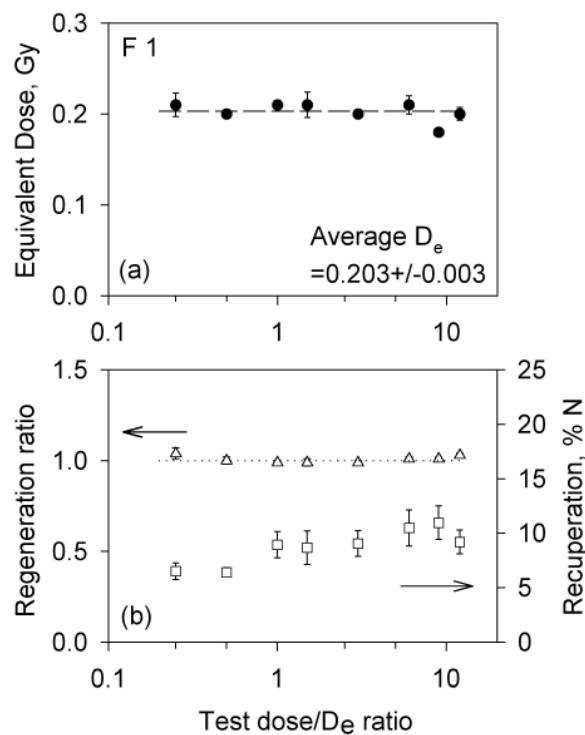 0.3
F 1
0.2
Equivalent Dose, Gy
0.1
Average De
(a)
=0.203+/-0.003
0.0
0.1
1
10
1.5
25
20
1.0
15
Regeneration ratio
Recuperation, % N
0.5
10
5
(b)
0.0
0
0.1
1
10
Test dose/De ratio